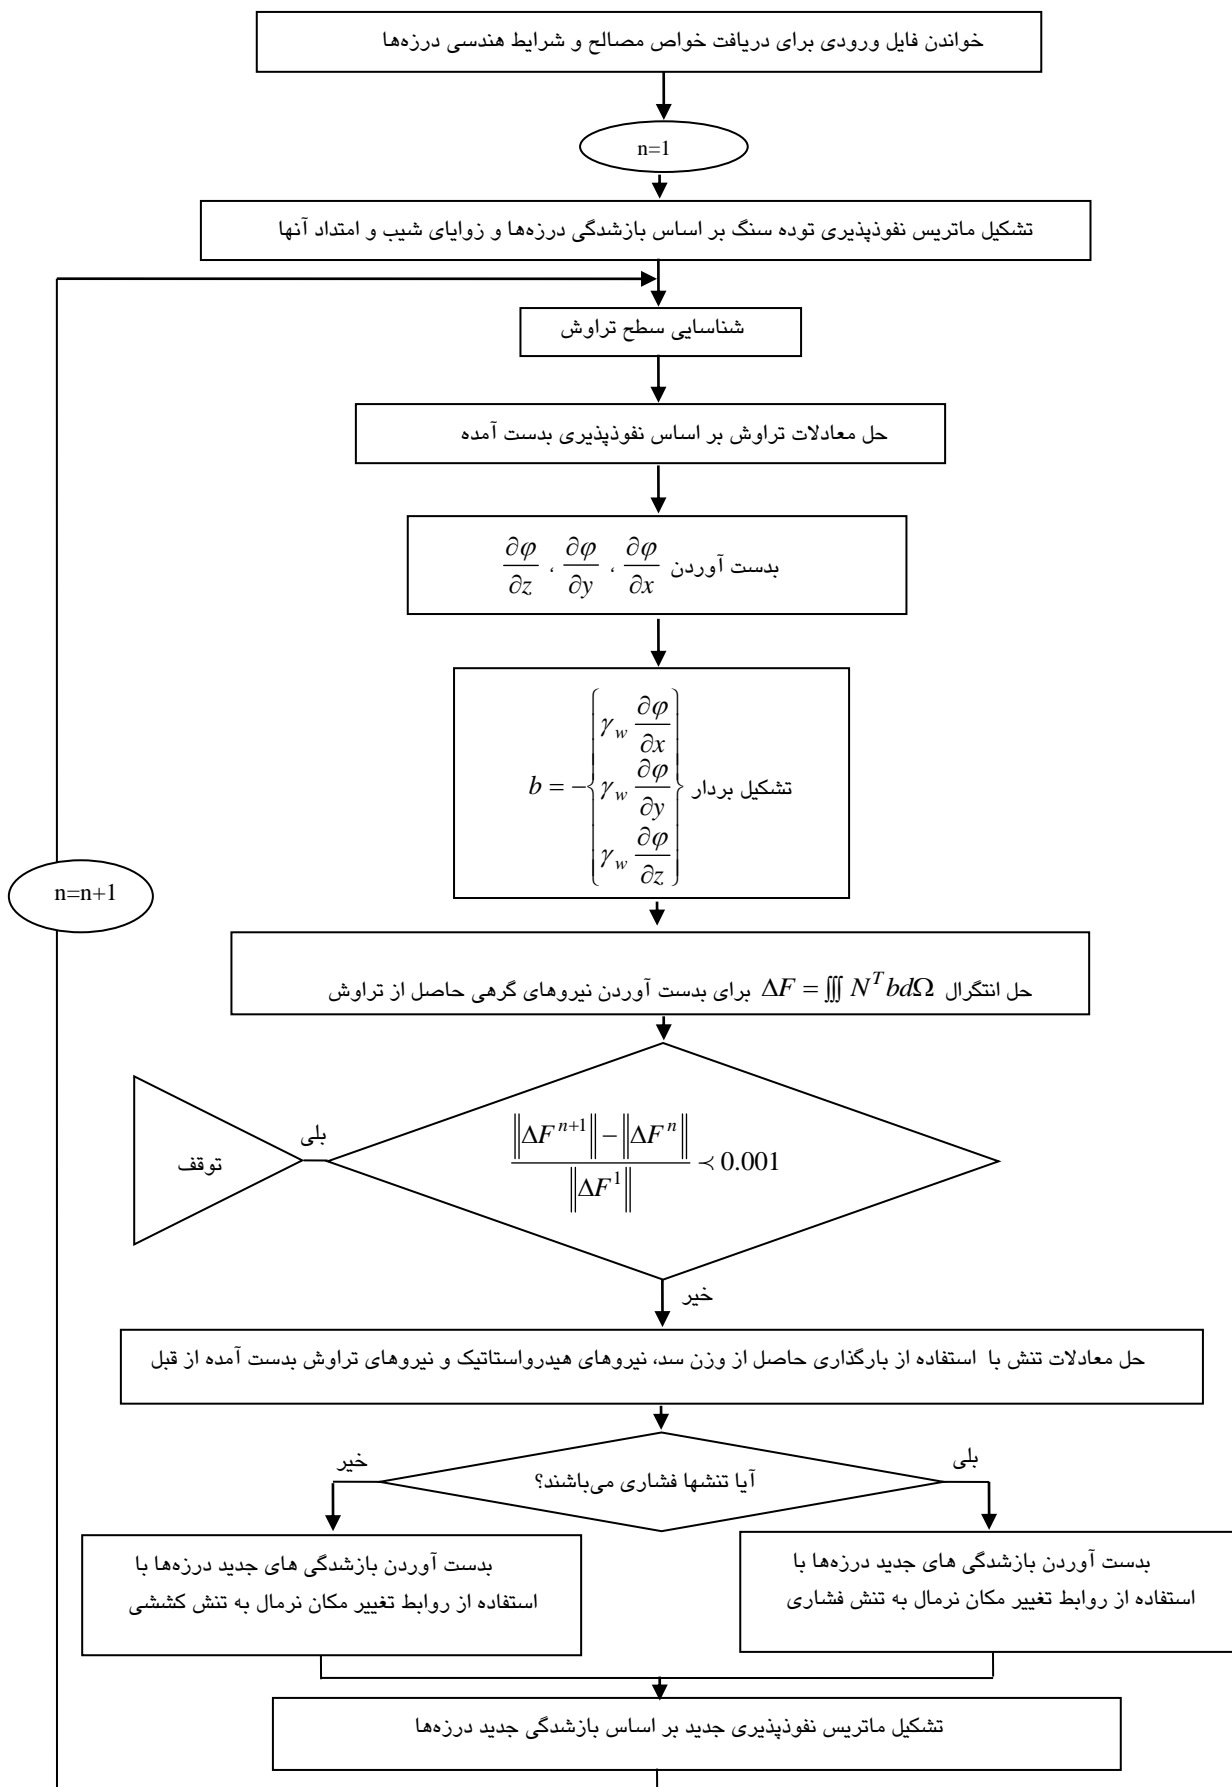 خواندن فایل ورودی برای دریافت خواص مصالح و شرایط هندسی درزه‌ها
n=1
تشکیل ماتریس نفوذپذیری توده سنگ بر اساس بازشدگی درزه‌ها و زوایای شیب و امتداد آنها
شناسایی سطح تراوش
حل معادلات تراوش بر اساس نفوذپذیری بدست آمده
بدست آوردن ∂φ/∂x ، ∂φ/∂y ، ∂φ/∂z
تشکیل بردار b = −{γ_w ∂φ/∂x
γ_w ∂φ/∂y
γ_w ∂φ/∂z}
n=n+1
حل انتگرال ΔF = ∭ N^T bdΩ برای بدست آوردن نیروهای گرهی حاصل از تراوش
(‖ΔF^{n+1}‖ − ‖ΔF^n‖) / ‖ΔF^1‖ ≺ 0.001
بلی
توقف
خیر
حل معادلات تنش با استفاده از بارگذاری حاصل از وزن سد، نیروهای هیدرواستاتیک و نیروهای تراوش بدست آمده از قبل
آیا تنشها فشاری می‌باشند؟
بلی
خیر
بدست آوردن بازشدگی های جدید درزه‌ها با
استفاده از روابط تغییر مکان نرمال به تنش فشاری
بدست آوردن بازشدگی های جدید درزه‌ها با
استفاده از روابط تغییر مکان نرمال به تنش کششی
تشکیل ماتریس نفوذپذیری جدید بر اساس بازشدگی جدید درزه‌ها